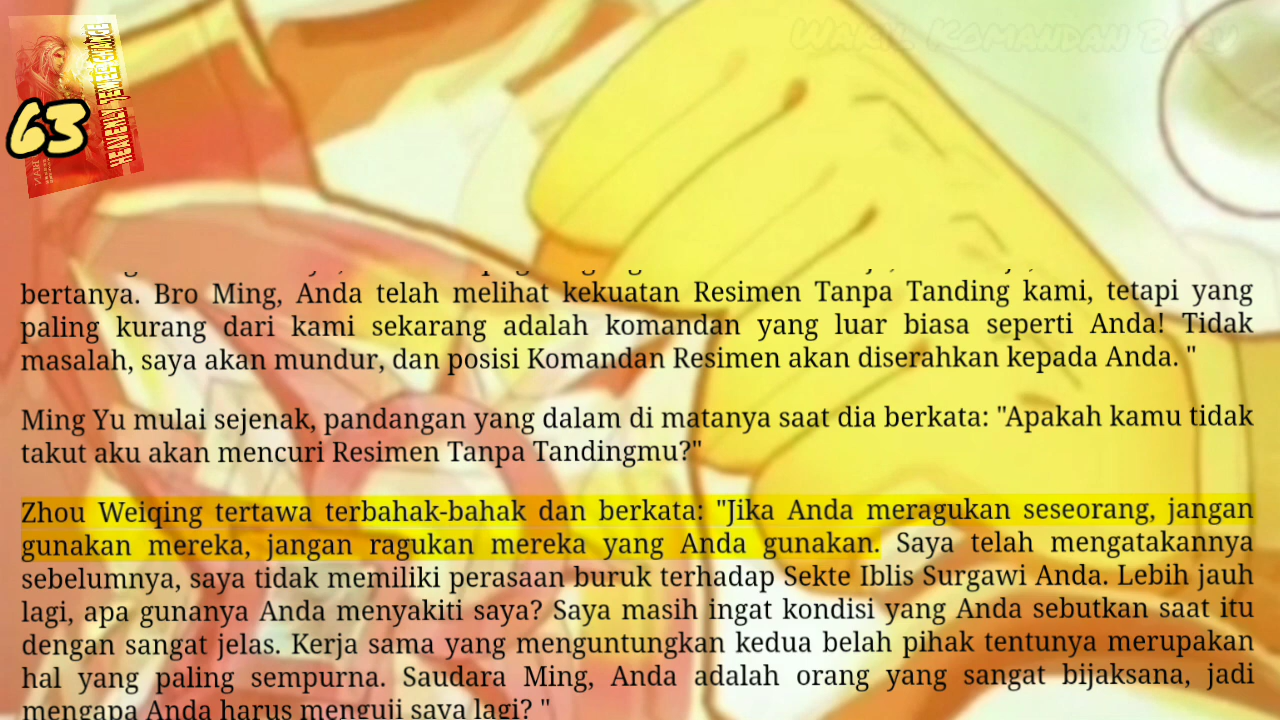 Wakil Komandan Baru
HEAVENLY JEWEL CHANGE
63
bertanya. Bro Ming, Anda telah melihat kekuatan Resimen Tanpa Tanding kami, tetapi yang
paling kurang dari kami sekarang adalah komandan yang luar biasa seperti Anda! Tidak
masalah, saya akan mundur, dan posisi Komandan Resimen akan diserahkan kepada Anda. "
Ming Yu mulai sejenak, pandangan yang dalam di matanya saat dia berkata: "Apakah kamu tidak
takut aku akan mencuri Resimen Tanpa Tandingmu?"
Zhou Weiqing tertawa terbahak-bahak dan berkata: "Jika Anda meragukan seseorang, jangan
gunakan mereka, jangan ragukan mereka yang Anda gunakan. Saya telah mengatakannya
sebelumnya, saya tidak memiliki perasaan buruk terhadap Sekte Iblis Surgawi Anda. Lebih jauh
lagi, apa gunanya Anda menyakiti saya? Saya masih ingat kondisi yang Anda sebutkan saat itu
dengan sangat jelas. Kerja sama yang menguntungkan kedua belah pihak tentunya merupakan
hal yang paling sempurna. Saudara Ming, Anda adalah orang yang sangat bijaksana, jadi
mengapa Anda harus menguji saya lagi? "